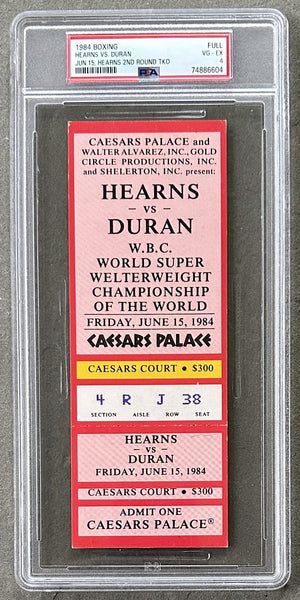 1984 BOXING FULL
HEARNS VS. DURAN VG - EX
JUN.15, HEARNS 2ND ROUND TKO 4
PSA 74886604
CAESARS PALACE and
WALTER ALVAREZ, INC., GOLD
CIRCLE PRODUCTIONS, INC.
and SHELERTON, INC. present:
HEARNS
- vs -
DURAN
W.B.C.
WORLD SUPER
WELTERWEIGHT
CHAMPIONSHIP
OF THE WORLD
FRIDAY, JUNE 15, 1984
CAESARS PALACE
CAESARS COURT • $300
4 R J 38
SECTION AISLE ROW SEAT
HEARNS
- vs -
DURAN
FRIDAY, JUNE 15, 1984
CAESARS COURT • $300
ADMIT ONE
CAESARS PALACE®